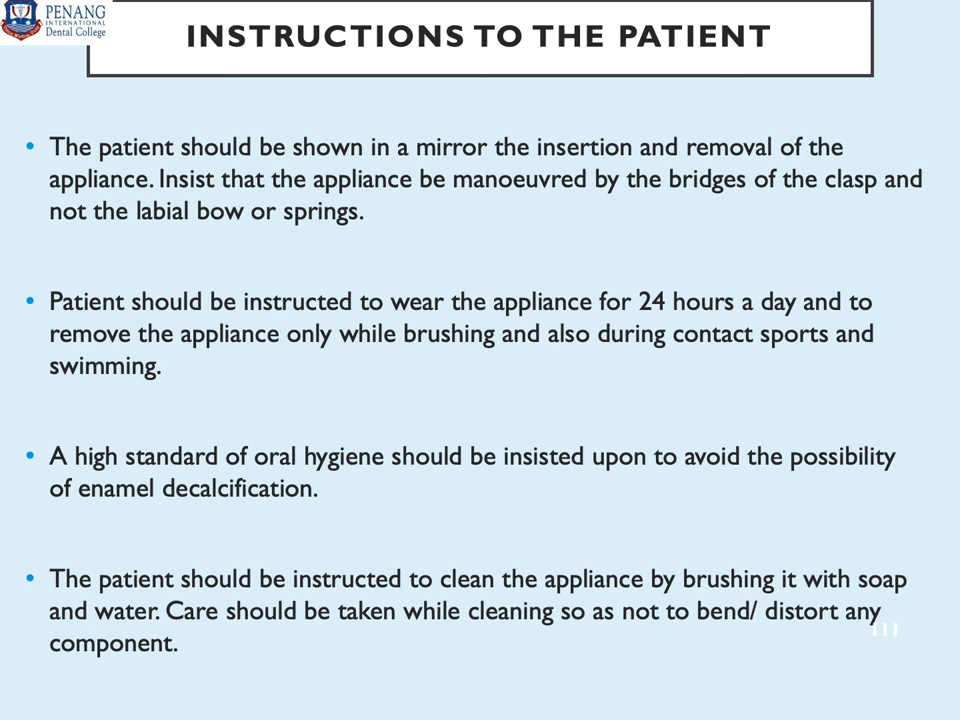 PENANG
INTERNATIONAL
Dental College
INSTRUCTIONS TO THE PATIENT
• The patient should be shown in a mirror the insertion and removal of the
appliance. Insist that the appliance be manoeuvred by the bridges of the clasp and
not the labial bow or springs.
• Patient should be instructed to wear the appliance for 24 hours a day and to
remove the appliance only while brushing and also during contact sports and
swimming.
• A high standard of oral hygiene should be insisted upon to avoid the possibility
of enamel decalcification.
• The patient should be instructed to clean the appliance by brushing it with soap
and water. Care should be taken while cleaning so as not to bend/ distort any
component.
111